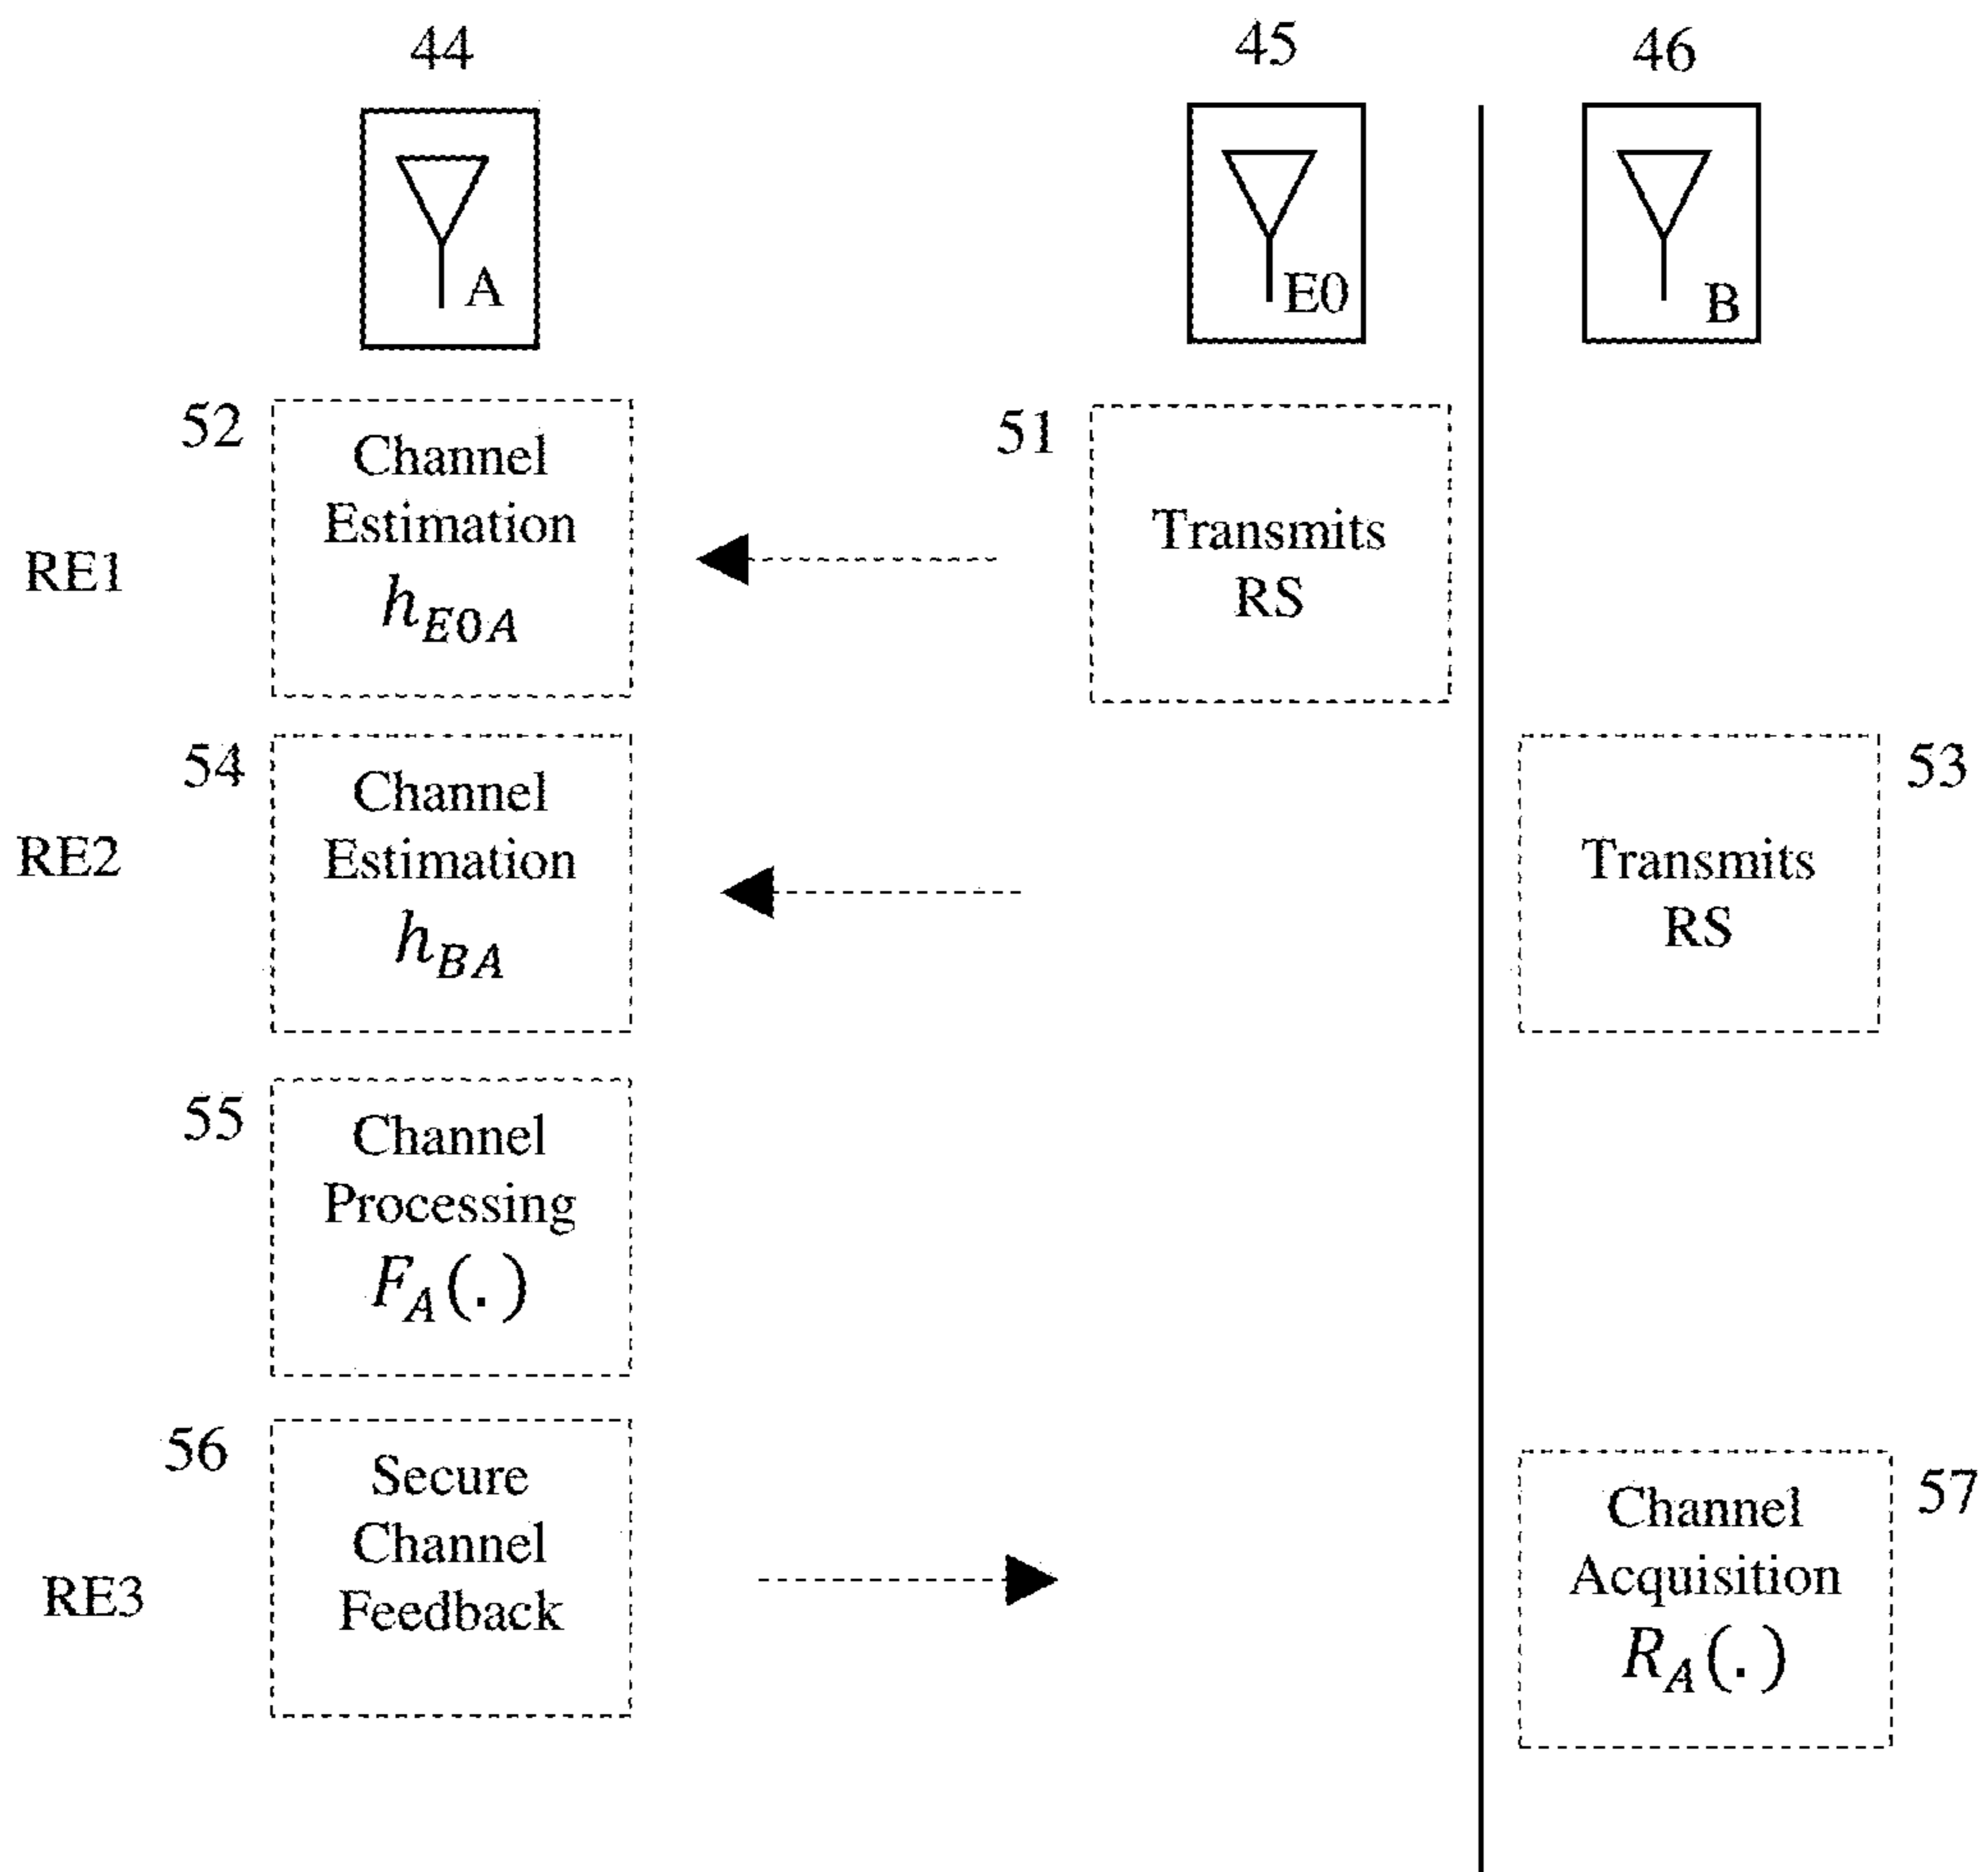 44
45
46
A
E0
B
52
Channel
Estimation
h_{E0A}
51
Transmits
RS
RE1
54
Channel
Estimation
h_{BA}
53
Transmits
RS
RE2
55
Channel
Processing
F_A(.)
56
Secure
Channel
Feedback
57
Channel
Acquisition
R_A(.)
RE3